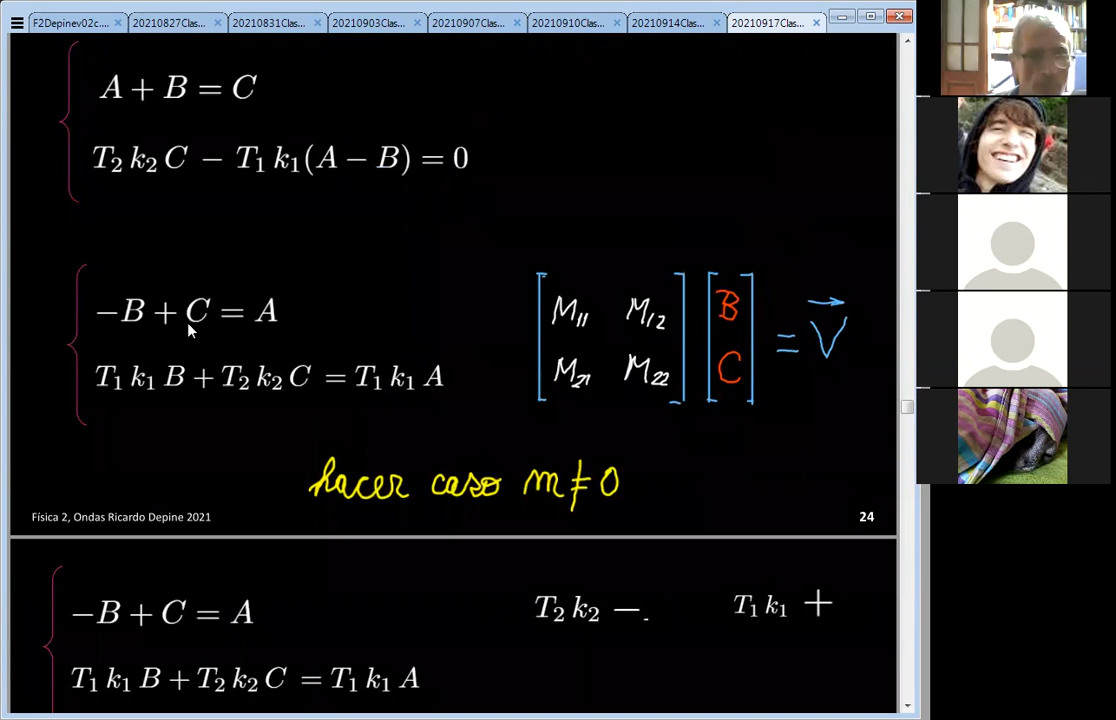 F2Depinev02c.... 20210827Clas... 20210831Clas... 20210903Clas... 20210907Clas... 20210910Clas... 20210914Clas... 20210917Clas...
A + B = C
T₂ k₂ C − T₁ k₁(A − B) = 0
−B + C = A
T₁ k₁ B + T₂ k₂ C = T₁ k₁ A
M₁₁ M₁₂ B
= V⃗
M₂₁ M₂₂ C
hacer caso m ≠ 0
Física 2, Ondas Ricardo Depine 2021
24
−B + C = A
T₂ k₂ −
T₁ k₁ +
T₁ k₁ B + T₂ k₂ C = T₁ k₁ A